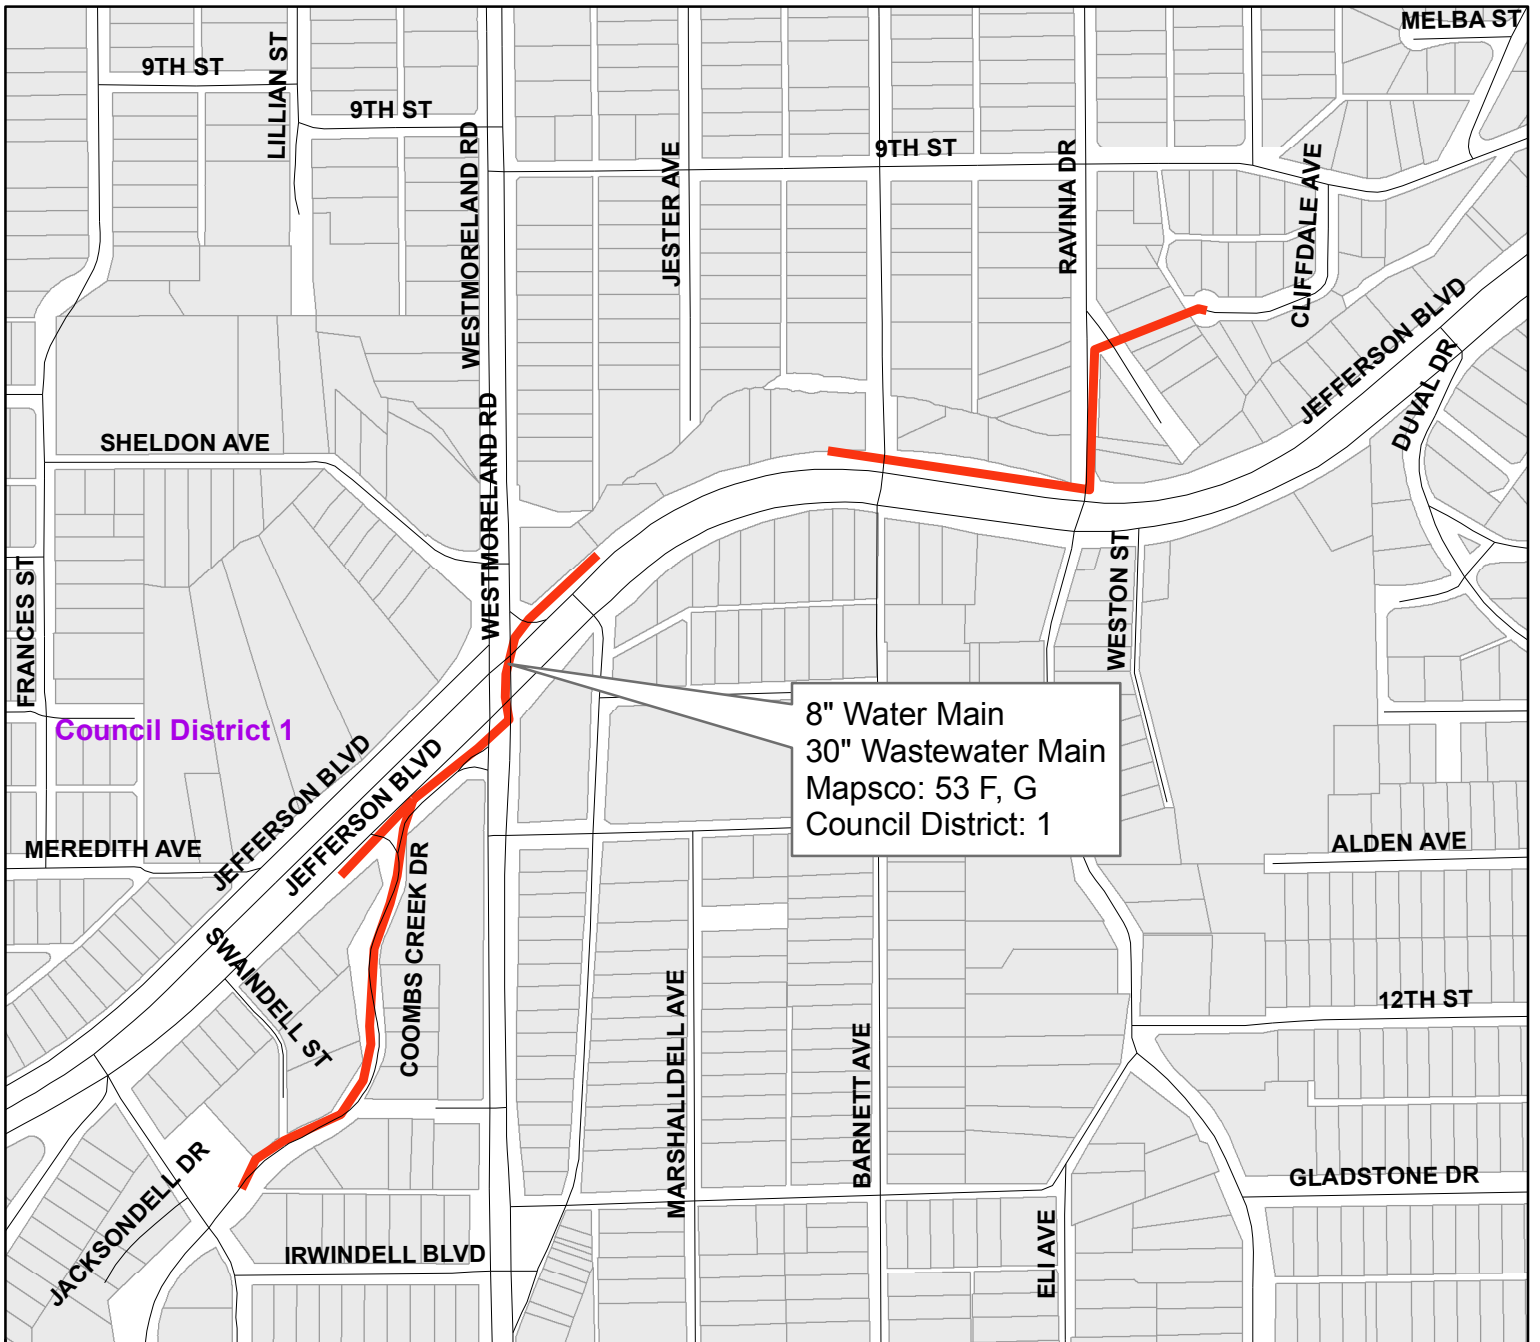 MELBA ST
9TH ST
LILLIAN ST
9TH ST
WESTMORELAND RD
JESTER AVE
9TH ST
RAVINIA DR
CLIFFDALE AVE
JEFFERSON BLVD
DUVAL DR
SHELDON AVE
WESTMORELAND RD
FRANCES ST
WESTON ST
Council District 1
8" Water Main
30" Wastewater Main
Mapsco: 53 F, G
Council District: 1
JEFFERSON BLVD
JEFFERSON BLVD
MEREDITH AVE
ALDEN AVE
COOMBS CREEK DR
SWAINDELL ST
MARSHALLDELL AVE
BARNETT AVE
12TH ST
JACKSONDELL DR
GLADSTONE DR
ELI AVE
IRWINDELL BLVD